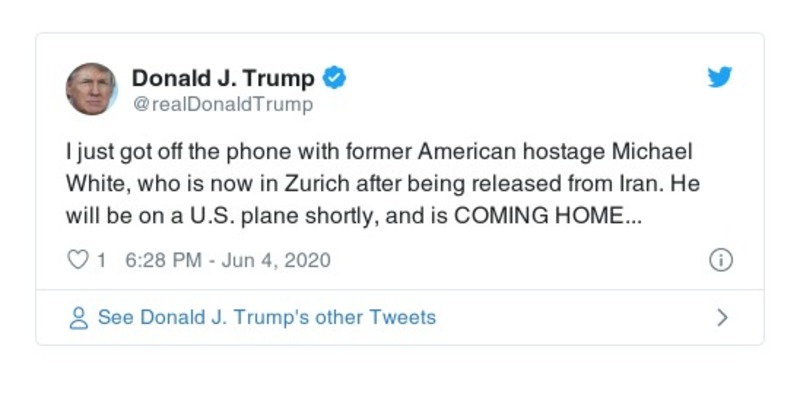 Donald J. Trump
@realDonaldTrump
I just got off the phone with former American hostage Michael
White, who is now in Zurich after being released from Iran. He
will be on a U.S. plane shortly, and is COMING HOME...
1 6:28 PM - Jun 4, 2020
See Donald J. Trump's other Tweets